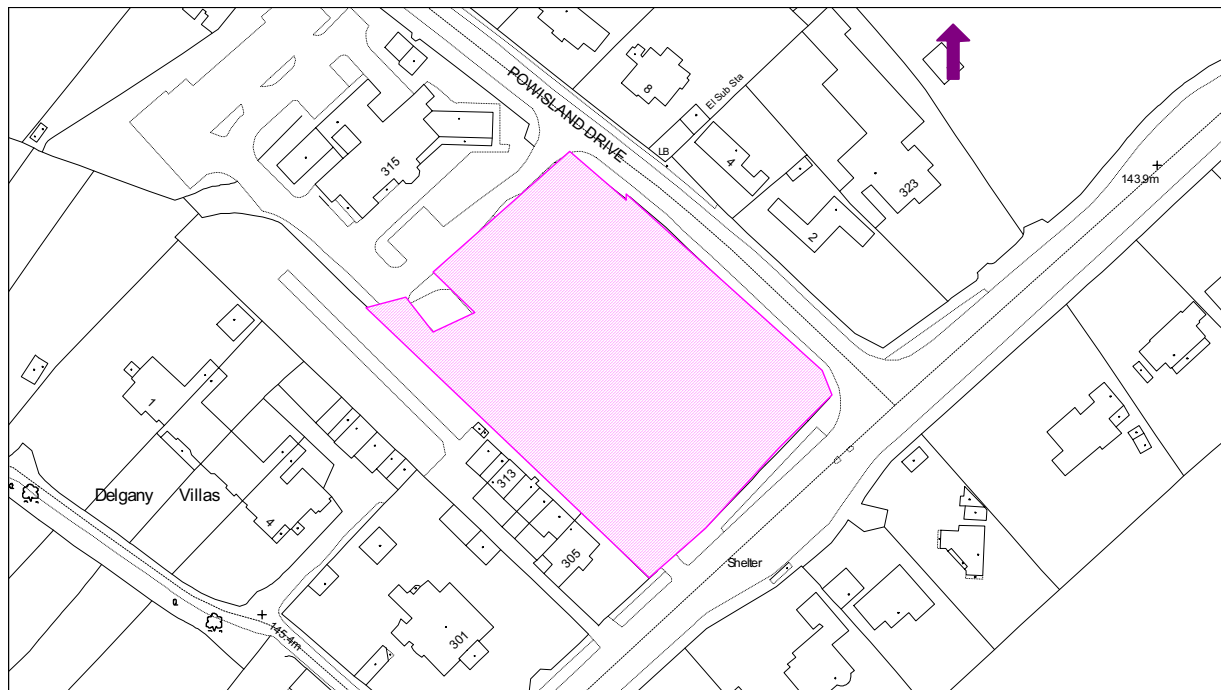 POWISLAND DRIVE
8
El Sub Sta
LB
4
315
323
2
143.9m
1
Delgany Villas
4
313
305
Shelter
301
145.4m